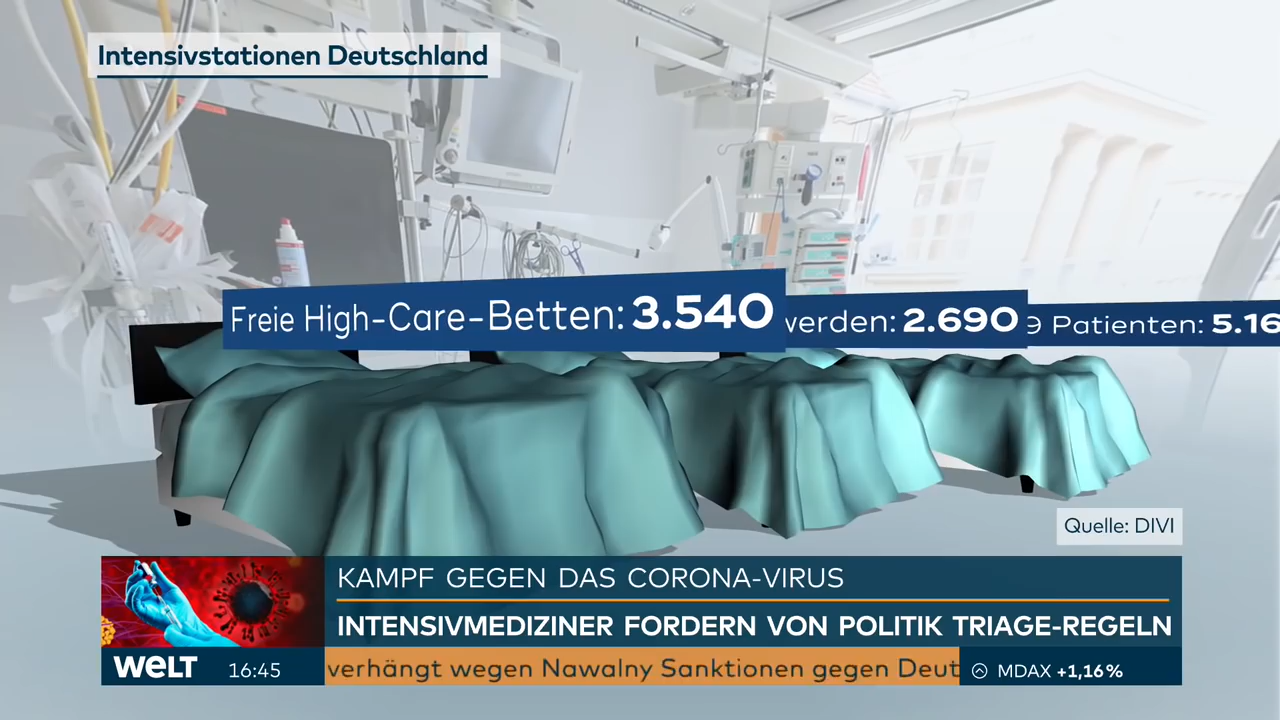 Intensivstationen Deutschland
Freie High-Care-Betten: 3.540
werden: 2.690
9 Patienten: 5.16
Quelle: DIVI
KAMPF GEGEN DAS CORONA-VIRUS
INTENSIVMEDIZINER FORDERN VON POLITIK TRIAGE-REGELN
welt 16:45 verhängt wegen Nawalny Sanktionen gegen Deut MDAX +1,16%